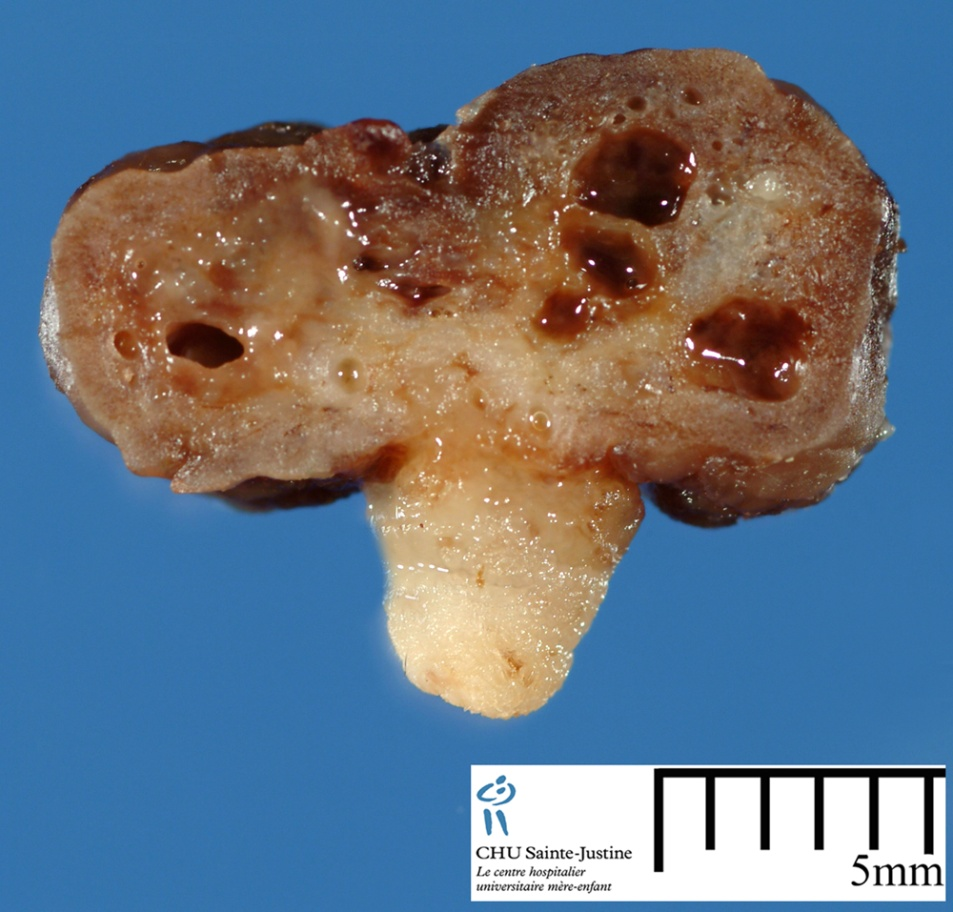 CHU Sainte-Justine
Le centre hospitalier
universitaire mère-enfant
5mm